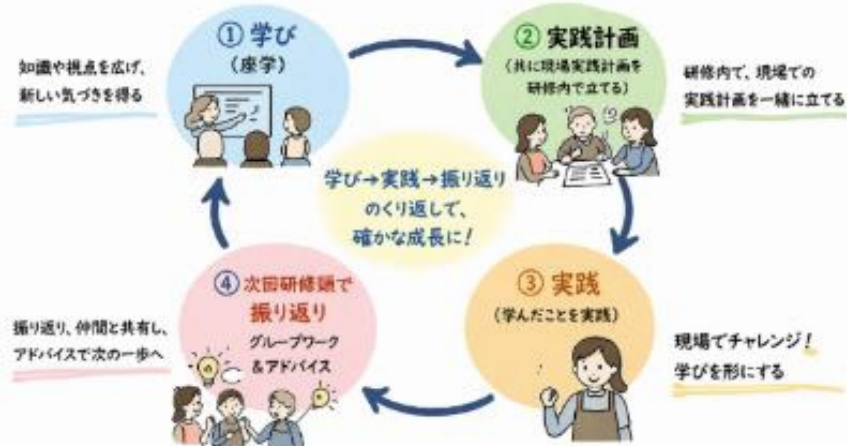 ① 学び
(座学)
知識や視点を広げ、
新しい気づきを得る
② 実践計画
(共に現場実践計画を
研修内で立てる)
研修内で、現場での
実践計画を一緒に立てる
学び→実践→振り返り
のくり返しで、
確かな成長に!
③ 実践
(学んだことを実践)
現場でチャレンジ!
学びを形にする
④ 次回研修頭で
振り返り
グループワーク
&アドバイス
振り返り、仲間と共有し、
アドバイスで次の一歩へ